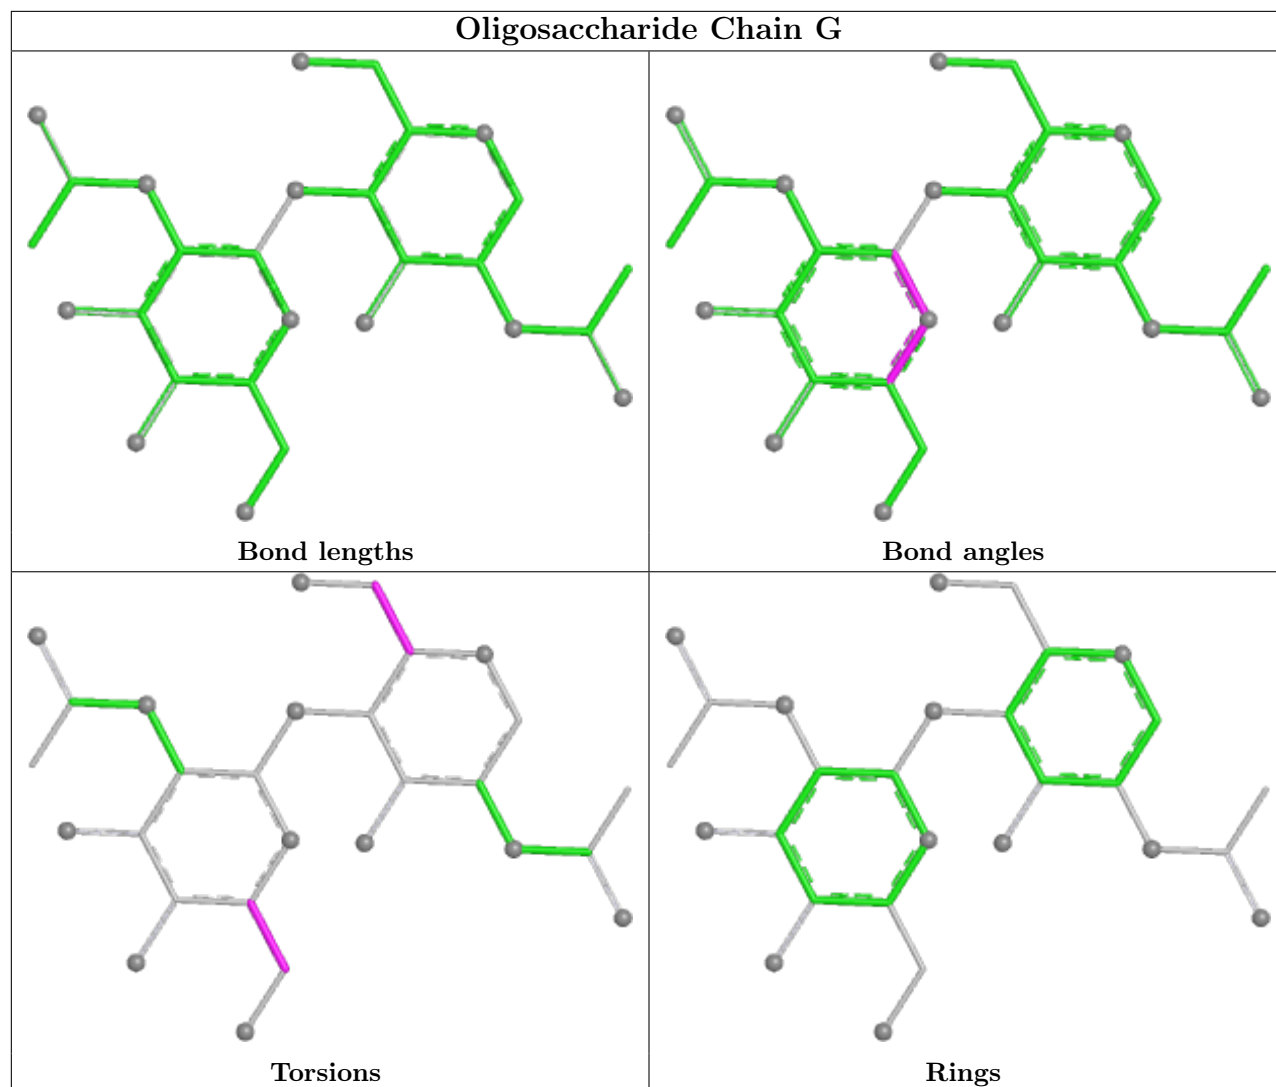 Oligosaccharide Chain G
Bond lengths
Bond angles
Torsions
Rings